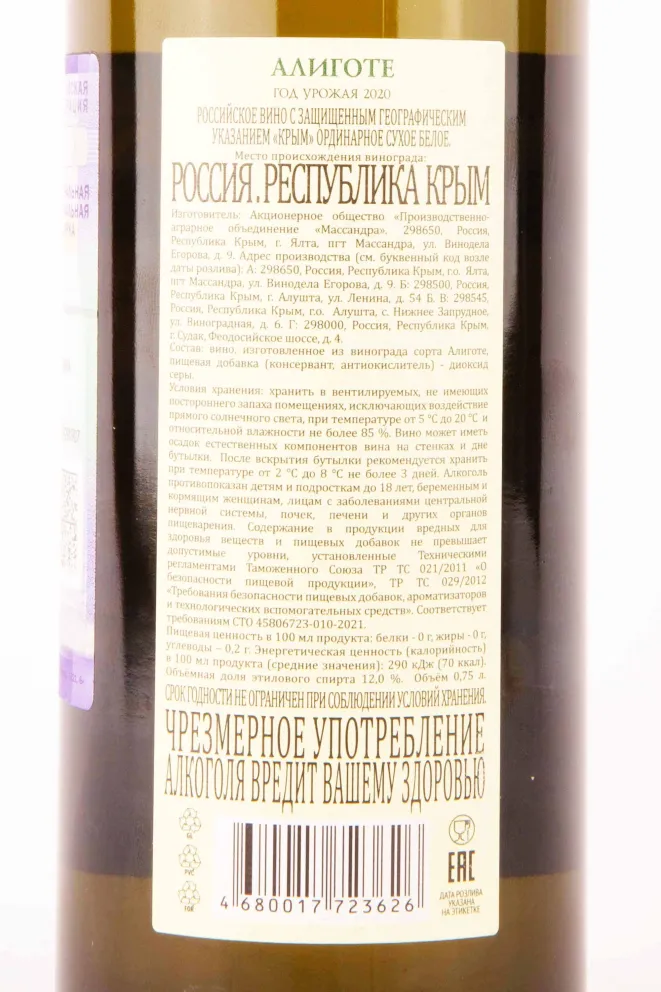 АЛИГОТЕ
ГОД УРОЖАЯ 2020
РОССИЙСКОЕ ВИНО С ЗАЩИЩЕННЫМ ГЕОГРАФИЧЕСКИМ
УКАЗАНИЕМ «КРЫМ» ОРДИНАРНОЕ СУХОЕ БЕЛОЕ.
Место происхождения винограда:
РОССИЯ. РЕСПУБЛИКА КРЫМ
Изготовитель: Акционерное общество «Производственно-
аграрное объединение «Массандра». 298650, Россия,
Республика Крым, г. Ялта, пгт Массандра, ул. Винодела
Егорова, д. 9. Адрес производства (см. буквенный код возле
даты розлива): А: 298650, Россия, Республика Крым, г.о. Ялта,
пгт Массандра, ул. Винодела Егорова, д. 9. Б: 298500, Россия,
Республика Крым, г. Алушта, ул. Ленина, д. 54 Б. В: 298545,
Россия, Республика Крым, г.о. Алушта, с. Нижнее Запрудное,
ул. Виноградная, д. 6. Г: 298000, Россия, Республика Крым,
г. Судак, Феодосийское шоссе, д. 4.
Состав: вино, изготовленное из винограда сорта Алиготе,
пищевая добавка (консервант, антиокислитель) - диоксид
серы.
Условия хранения: хранить в вентилируемых, не имеющих
постороннего запаха помещениях, исключающих воздействие
прямого солнечного света, при температуре от 5 °С до 20 °С и
относительной влажности не более 85 %. Вино может иметь
осадок естественных компонентов вина на стенках и дне
бутылки. После вскрытия бутылки рекомендуется хранить
при температуре от 2 °С до 8 °С не более 3 дней. Алкоголь
противопоказан детям и подросткам до 18 лет, беременным и
кормящим женщинам, лицам с заболеваниями центральной
нервной системы, почек, печени и других органов
пищеварения. Содержание в продукции вредных для
здоровья веществ и пищевых добавок не превышает
допустимые уровни, установленные Техническими
регламентами Таможенного Союза ТР ТС 021/2011 «О
безопасности пищевой продукции», ТР ТС 029/2012
«Требования безопасности пищевых добавок, ароматизаторов
и технологических вспомогательных средств». Соответствует
требованиям СТО 45806723-010-2021.
Пищевая ценность в 100 мл продукта: белки - 0 г, жиры - 0 г,
углеводы – 0,2 г. Энергетическая ценность (калорийность)
в 100 мл продукта (средние значения): 290 кДж (70 ккал).
Объемная доля этилового спирта 12,0 %. Объём 0,75 л.
СРОК ГОДНОСТИ НЕ ОГРАНИЧЕН ПРИ СОБЛЮДЕНИИ УСЛОВИЙ ХРАНЕНИЯ.
ЧРЕЗМЕРНОЕ УПОТРЕБЛЕНИЕ
АЛКОГОЛЯ ВРЕДИТ ВАШЕМУ ЗДОРОВЬЮ
PVC
4 680017 723626
EAC
ДАТА РОЗЛИВА
УКАЗАНА
НА ЭТИКЕТКЕ